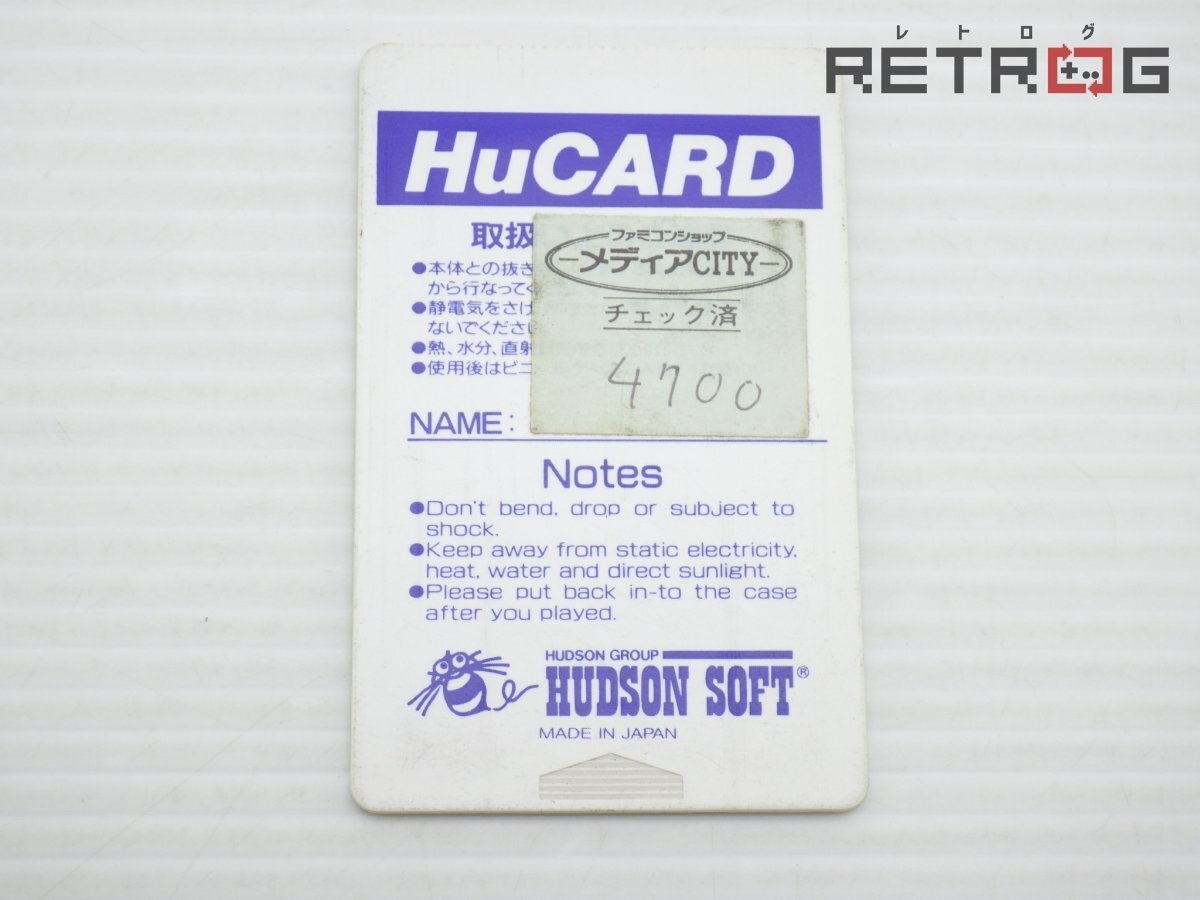 レトログ
RETROG
HuCARD
取扱
●本体との抜き
から行なってく
●静電気をさけ
ないでくださ
●熱、水分、直射
●使用後はビニ
ファミコンショップ
メディアCITY
チェック済
4700
NAME:
Notes
●Don't bend, drop or subject to
shock.
●Keep away from static electricity,
heat, water and direct sunlight.
●Please put back in-to the case
after you played.
HUDSON GROUP
HUDSON SOFT®
MADE IN JAPAN